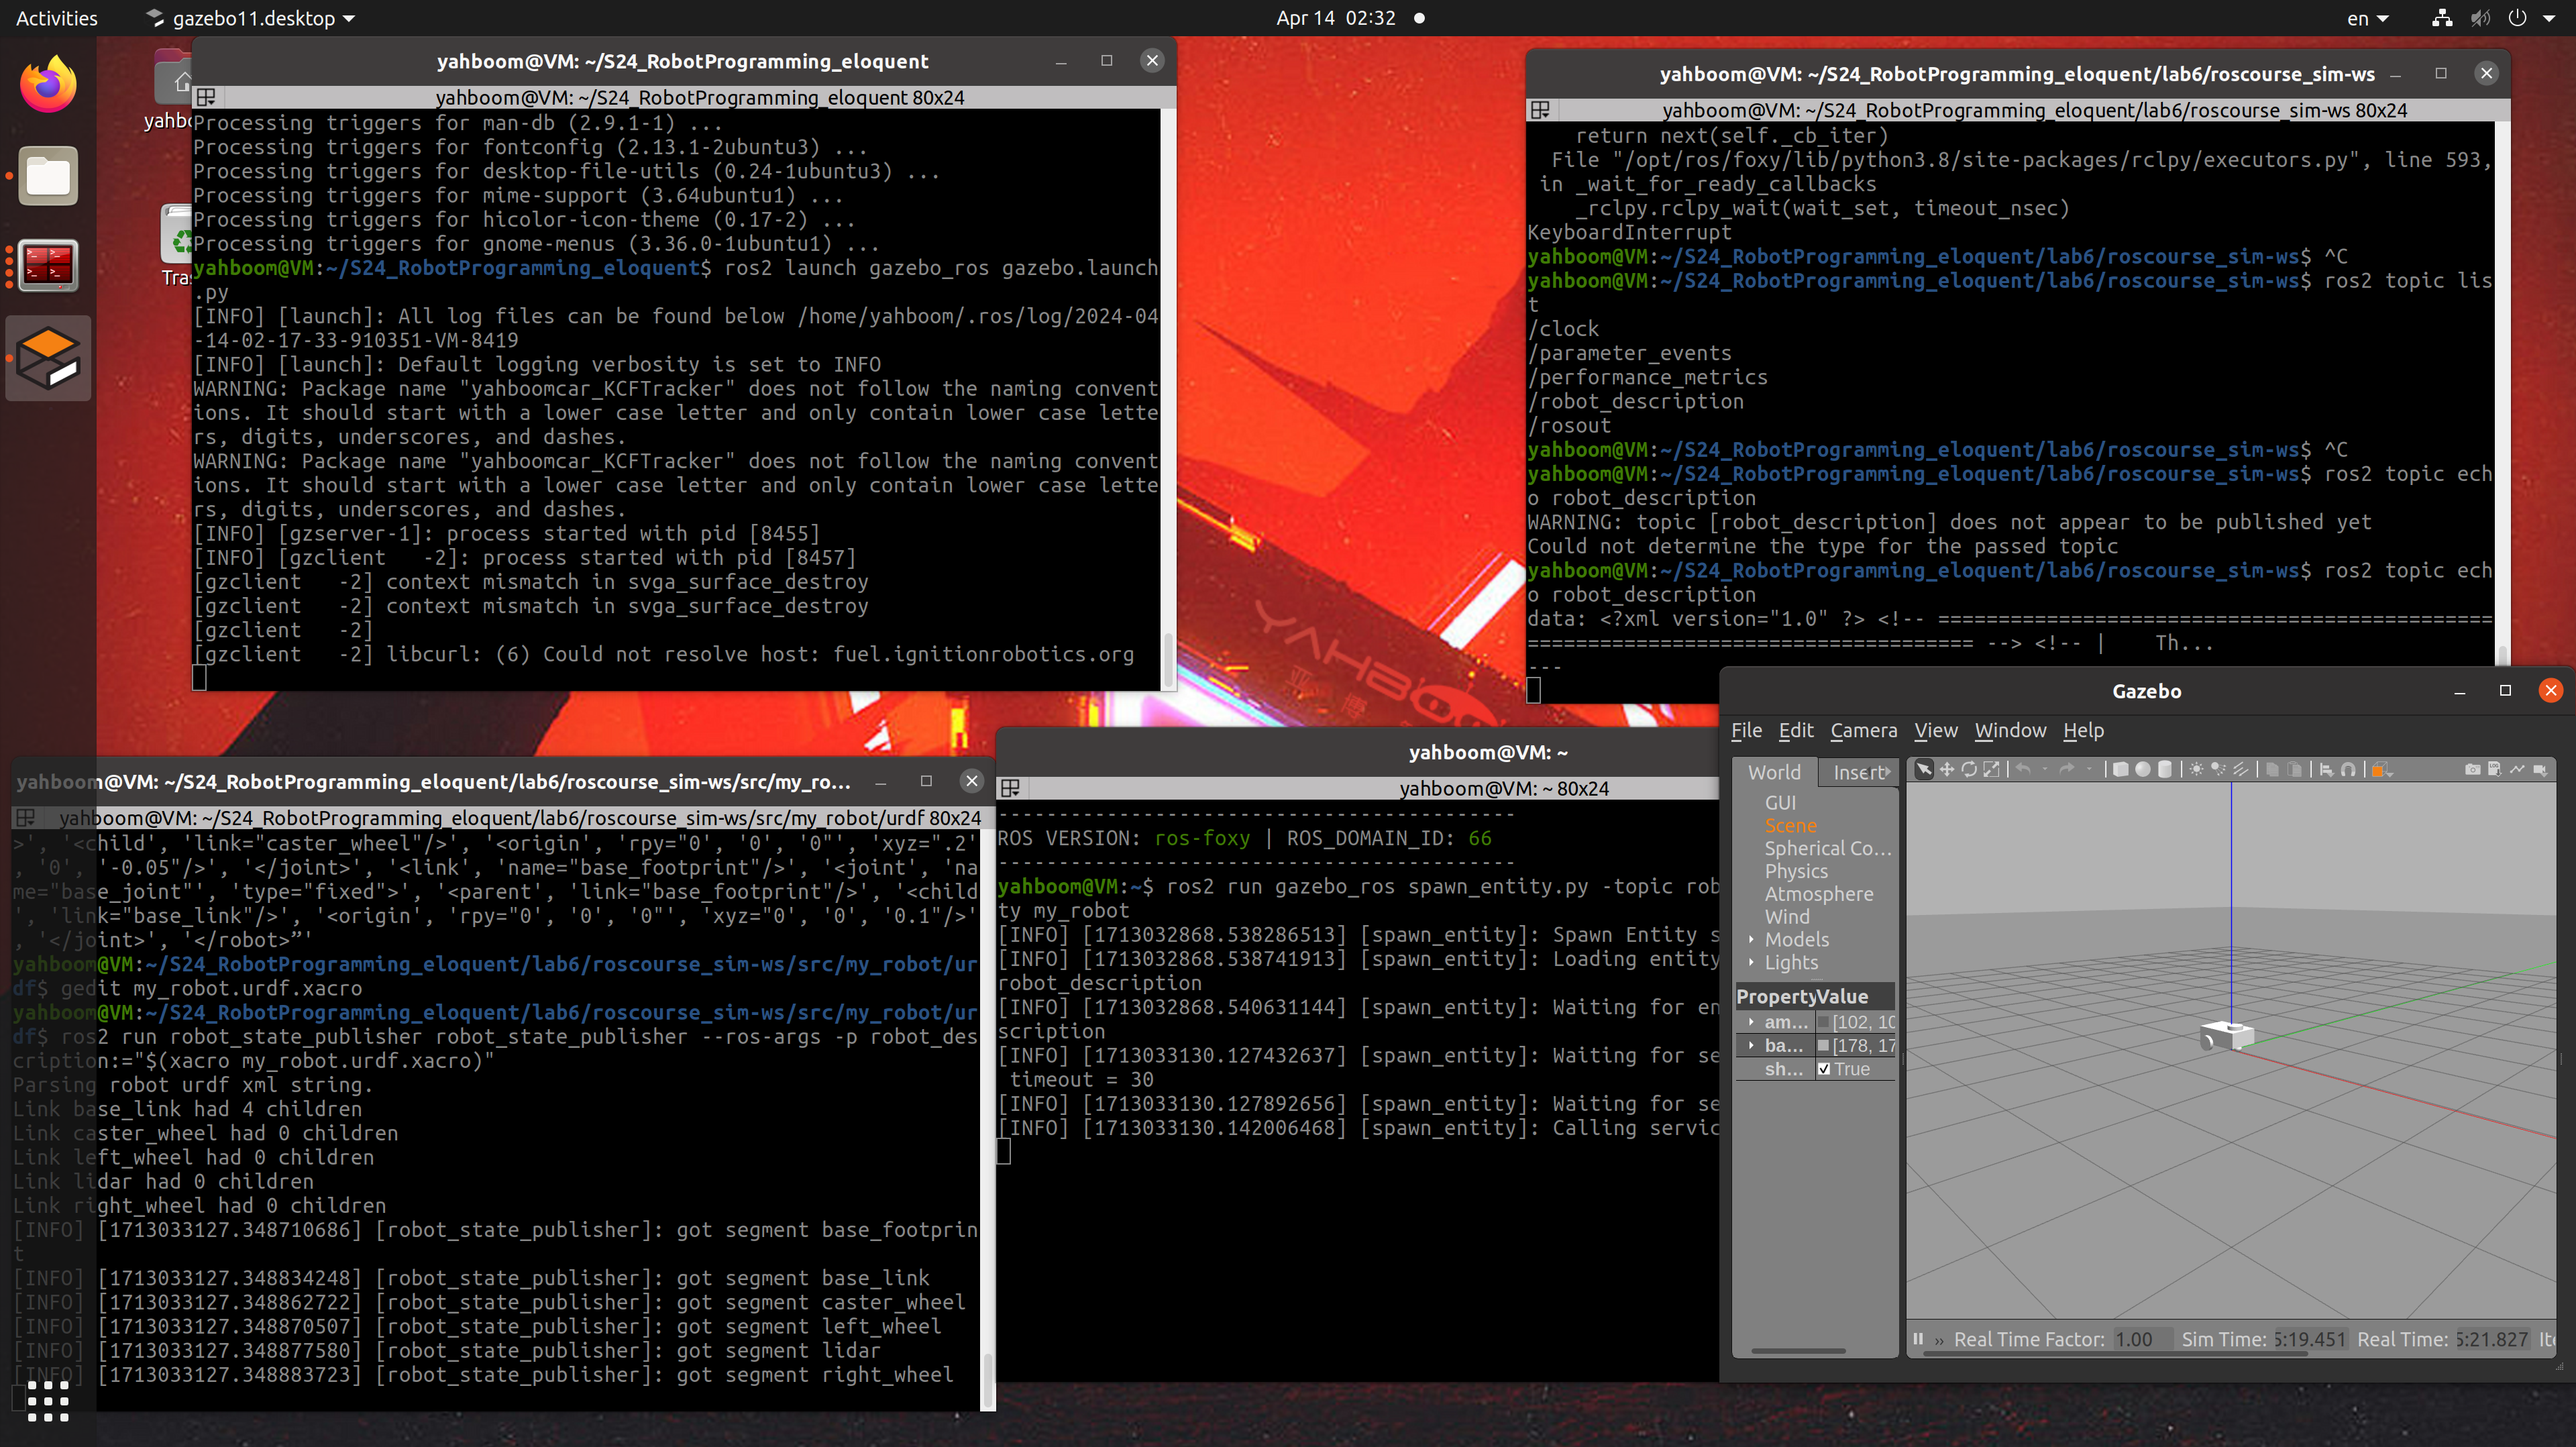 Activities
gazebo11.desktop
Apr 14 02:32
en
yahboom@VM: ~/S24_RobotProgramming_eloquent
yahboom@VM: ~/S24_RobotProgramming_eloquent 80x24
Processing triggers for man-db (2.9.1-1) ...
Processing triggers for fontconfig (2.13.1-2ubuntu3) ...
Processing triggers for desktop-file-utils (0.24-1ubuntu3) ...
Processing triggers for mime-support (3.64ubuntu1) ...
Processing triggers for hicolor-icon-theme (0.17-2) ...
Processing triggers for gnome-menus (3.36.0-1ubuntu1) ...
yahboom@VM:~/S24_RobotProgramming_eloquent$ ros2 launch gazebo_ros gazebo.launch
.py
[INFO] [launch]: All log files can be found below /home/yahboom/.ros/log/2024-04
-14-02-17-33-910351-VM-8419
[INFO] [launch]: Default logging verbosity is set to INFO
WARNING: Package name "yahboomcar_KCFTracker" does not follow the naming convent
ions. It should start with a lower case letter and only contain lower case lette
rs, digits, underscores, and dashes.
WARNING: Package name "yahboomcar_KCFTracker" does not follow the naming convent
ions. It should start with a lower case letter and only contain lower case lette
rs, digits, underscores, and dashes.
[INFO] [gzserver-1]: process started with pid [8455]
[INFO] [gzclient   -2]: process started with pid [8457]
[gzclient   -2] context mismatch in svga_surface_destroy
[gzclient   -2] context mismatch in svga_surface_destroy
[gzclient   -2]
[gzclient   -2] libcurl: (6) Could not resolve host: fuel.ignitionrobotics.org
yahbo
Tras
yahboom@VM: ~/S24_RobotProgramming_eloquent/lab6/roscourse_sim-ws
yahboom@VM: ~/S24_RobotProgramming_eloquent/lab6/roscourse_sim-ws 80x24
return next(self._cb_iter)
File "/opt/ros/foxy/lib/python3.8/site-packages/rclpy/executors.py", line 593,
in _wait_for_ready_callbacks
_rclpy.rclpy_wait(wait_set, timeout_nsec)
KeyboardInterrupt
yahboom@VM:~/S24_RobotProgramming_eloquent/lab6/roscourse_sim-ws$ ^C
yahboom@VM:~/S24_RobotProgramming_eloquent/lab6/roscourse_sim-ws$ ros2 topic lis
t
/clock
/parameter_events
/performance_metrics
/robot_description
/rosout
yahboom@VM:~/S24_RobotProgramming_eloquent/lab6/roscourse_sim-ws$ ^C
yahboom@VM:~/S24_RobotProgramming_eloquent/lab6/roscourse_sim-ws$ ros2 topic ech
o robot_description
WARNING: topic [robot_description] does not appear to be published yet
Could not determine the type for the passed topic
yahboom@VM:~/S24_RobotProgramming_eloquent/lab6/roscourse_sim-ws$ ros2 topic ech
o robot_description
data: <?xml version="1.0" ?> <!-- ==============================================
===================================== --> <!-- |    Th...
---
YAHBO
亚 博
yahboom@VM: ~/S24_RobotProgramming_eloquent/lab6/roscourse_sim-ws/src/my_ro...
yahboom@VM: ~/S24_RobotProgramming_eloquent/lab6/roscourse_sim-ws/src/my_robot/urdf 80x24
>', '<child', 'link="caster_wheel"/>', '<origin', 'rpy="0', '0', '0"', 'xyz=".2'
, '0', '-0.05"/>', '</joint>', '<link', 'name="base_footprint"/>', '<joint', 'na
me="base_joint"', 'type="fixed">', '<parent', 'link="base_footprint"/>', '<child
', 'link="base_link"/>', '<origin', 'rpy="0', '0', '0"', 'xyz="0', '0', '0.1"/>'
, '</joint>', '</robot>”'
yahboom@VM:~/S24_RobotProgramming_eloquent/lab6/roscourse_sim-ws/src/my_robot/ur
df$ gedit my_robot.urdf.xacro
yahboom@VM:~/S24_RobotProgramming_eloquent/lab6/roscourse_sim-ws/src/my_robot/ur
df$ ros2 run robot_state_publisher robot_state_publisher --ros-args -p robot_des
cription:="$(xacro my_robot.urdf.xacro)"
Parsing robot urdf xml string.
Link base_link had 4 children
Link caster_wheel had 0 children
Link left_wheel had 0 children
Link lidar had 0 children
Link right_wheel had 0 children
[INFO] [1713033127.348710686] [robot_state_publisher]: got segment base_footprin
t
[INFO] [1713033127.348834248] [robot_state_publisher]: got segment base_link
[INFO] [1713033127.348862722] [robot_state_publisher]: got segment caster_wheel
[INFO] [1713033127.348870507] [robot_state_publisher]: got segment left_wheel
[INFO] [1713033127.348877580] [robot_state_publisher]: got segment lidar
[INFO] [1713033127.348883723] [robot_state_publisher]: got segment right_wheel
yahboom@VM: ~
yahboom@VM: ~ 80x24
-------------------------------------------
ROS VERSION: ros-foxy | ROS_DOMAIN_ID: 66
-------------------------------------------
yahboom@VM:~$ ros2 run gazebo_ros spawn_entity.py -topic rob
ty my_robot
[INFO] [1713032868.538286513] [spawn_entity]: Spawn Entity s
[INFO] [1713032868.538741913] [spawn_entity]: Loading entity
robot_description
[INFO] [1713032868.540631144] [spawn_entity]: Waiting for en
scription
[INFO] [1713033130.127432637] [spawn_entity]: Waiting for se
timeout = 30
[INFO] [1713033130.127892656] [spawn_entity]: Waiting for se
[INFO] [1713033130.142006468] [spawn_entity]: Calling servic
Gazebo
File Edit Camera View Window Help
World Insert
GUI
Scene
Spherical Co...
Physics
Atmosphere
Wind
Models
Lights
Property Value
am... [102, 10
ba... [178, 17
sh... True
Real Time Factor: 1.00 Sim Time: 5:19.451 Real Time: 5:21.827 Ite